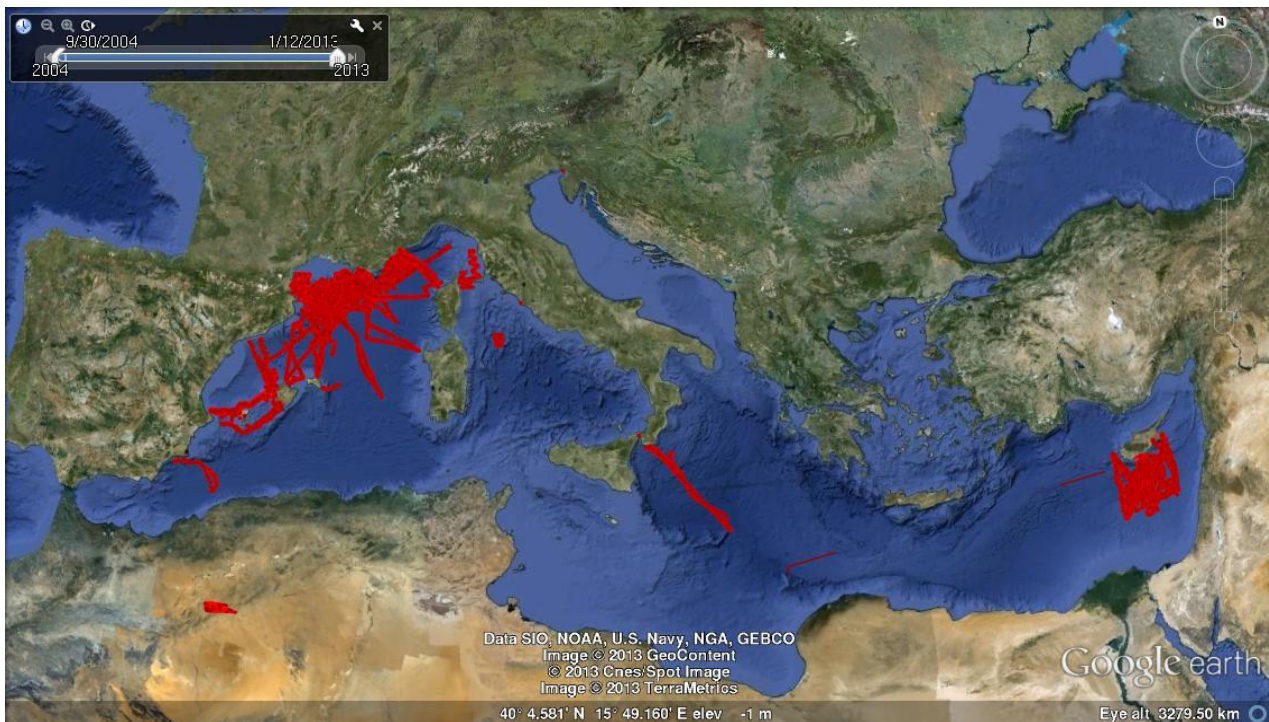 9/30/2004 1/12/2013
2004 2013
N
Data SIO, NOAA, U.S. Navy, NGA, GEBCO
Image © 2013 GeoContent
© 2013 Cnes/Spot Image
Image © 2013 TerraMetrics
Google earth
40° 4.581' N 15° 49.160' E elev -1 m Eye alt 3279.50 km